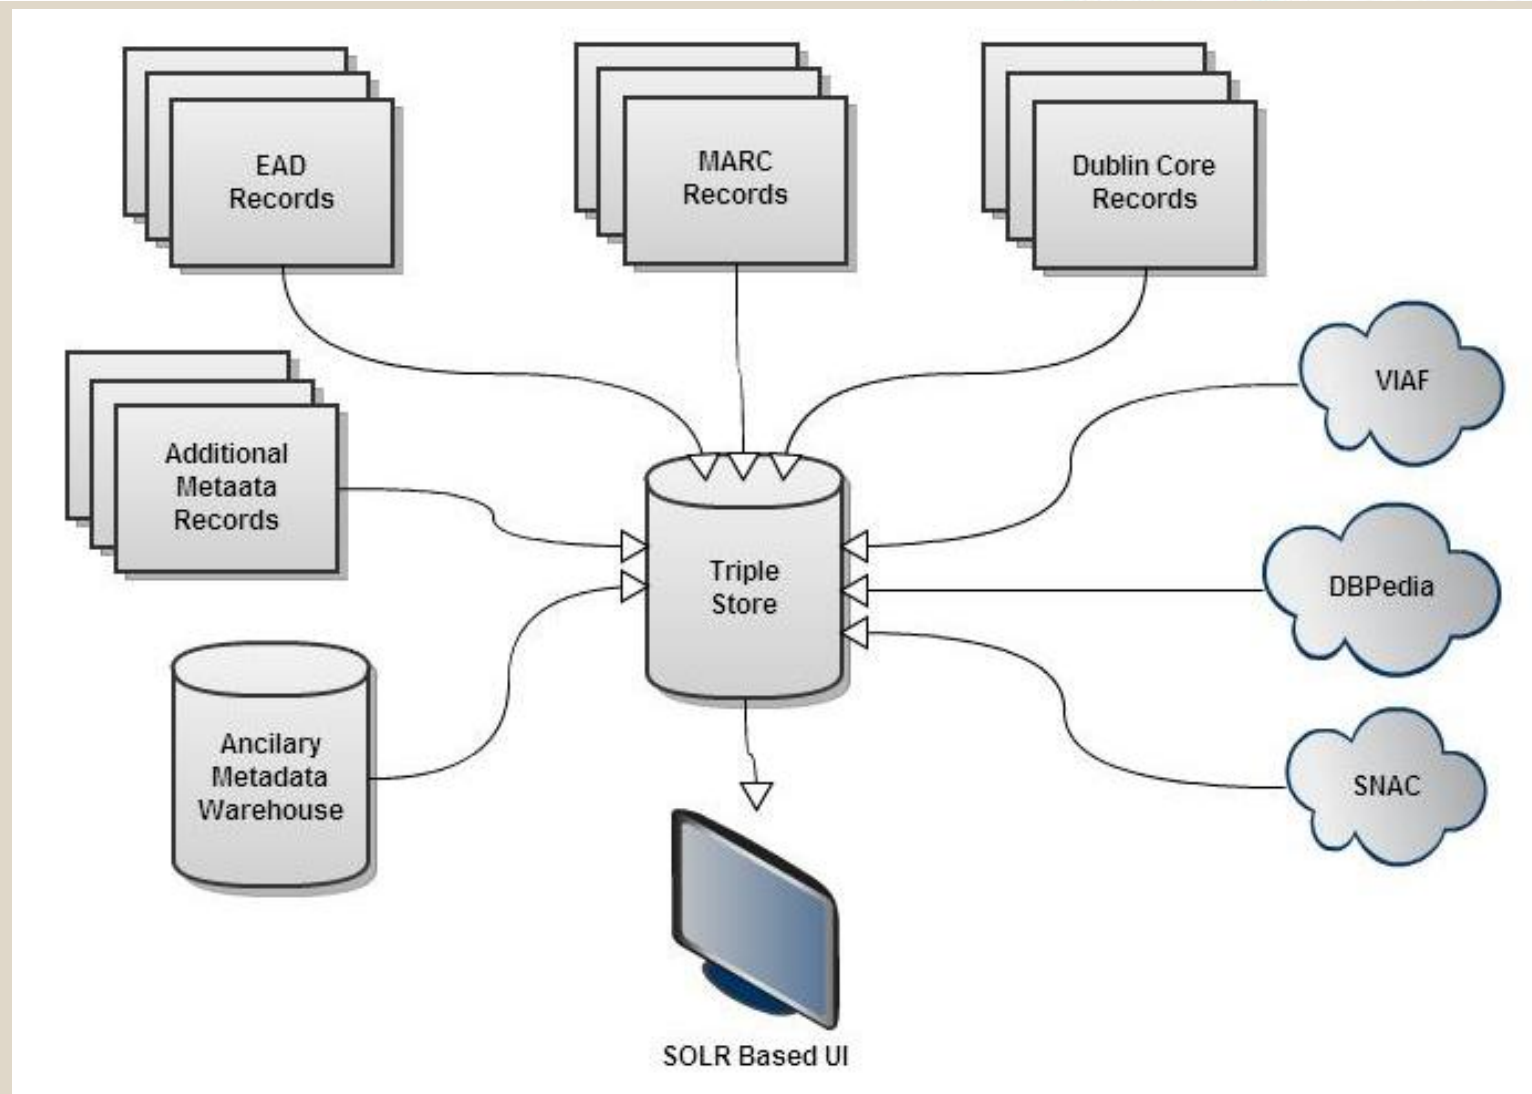 EAD
Records
MARC
Records
Dublin Core
Records
VIAF
Additional
Metaata
Records
Triple
Store
DBPedia
Ancilary
Metadata
Warehouse
SNAC
SOLR Based UI